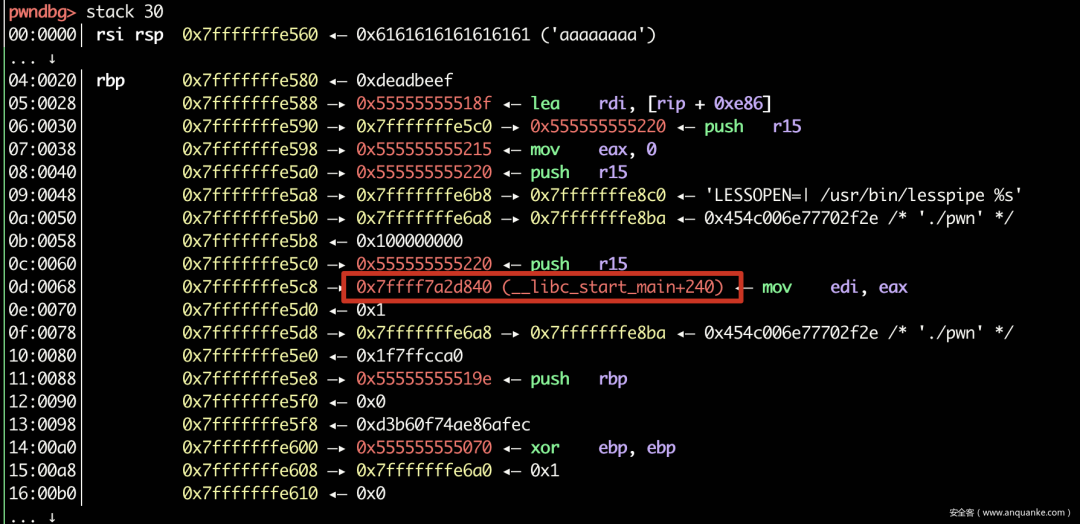 pwndbg> stack 30
00:0000│ rsi rsp 0x7fffffffe560 ◂— 0x6161616161616161 ('aaaaaaaa')
... ↓
04:0020│ rbp 0x7fffffffe580 ◂— 0xdeadbeef
05:0028│ 0x7fffffffe588 —▸ 0x55555555518f ◂— lea rdi, [rip + 0xe86]
06:0030│ 0x7fffffffe590 —▸ 0x7fffffffe5c0 —▸ 0x555555555220 ◂— push r15
07:0038│ 0x7fffffffe598 —▸ 0x555555555215 ◂— mov eax, 0
08:0040│ 0x7fffffffe5a0 —▸ 0x555555555220 ◂— push r15
09:0048│ 0x7fffffffe5a8 —▸ 0x7fffffffe6b8 —▸ 0x7fffffffe8c0 ◂— 'LESSOPEN=| /usr/bin/lesspipe %s'
0a:0050│ 0x7fffffffe5b0 —▸ 0x7fffffffe6a8 —▸ 0x7fffffffe8ba ◂— 0x454c006e77702f2e /* './pwn' */
0b:0058│ 0x7fffffffe5b8 ◂— 0x100000000
0c:0060│ 0x7fffffffe5c0 —▸ 0x555555555220 ◂— push r15
0d:0068│ 0x7fffffffe5c8 —▸ 0x7ffff7a2d840 (__libc_start_main+240) ◂— mov edi, eax
0e:0070│ 0x7fffffffe5d0 ◂— 0x1
0f:0078│ 0x7fffffffe5d8 —▸ 0x7fffffffe6a8 —▸ 0x7fffffffe8ba ◂— 0x454c006e77702f2e /* './pwn' */
10:0080│ 0x7fffffffe5e0 ◂— 0x1f7ffcca0
11:0088│ 0x7fffffffe5e8 —▸ 0x55555555519e ◂— push rbp
12:0090│ 0x7fffffffe5f0 ◂— 0x0
13:0098│ 0x7fffffffe5f8 ◂— 0xd3b60f74ae86afec
14:00a0│ 0x7fffffffe600 —▸ 0x555555555070 ◂— xor ebp, ebp
15:00a8│ 0x7fffffffe608 —▸ 0x7fffffffe6a0 ◂— 0x1
16:00b0│ 0x7fffffffe610 ◂— 0x0
... ↓
安全客（www.anquanke.com）